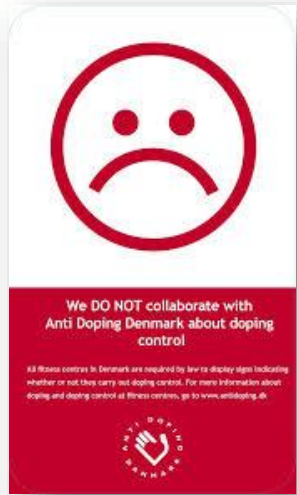 We DO NOT collaborate with
Anti Doping Denmark about doping
control
All fitness centres in Denmark are required by law to display signs indicating
whether or not they carry out doping control. For more information about
doping and doping control at fitness centres, go to www.antidoping.dk
ANTI DOPING
DENMARK